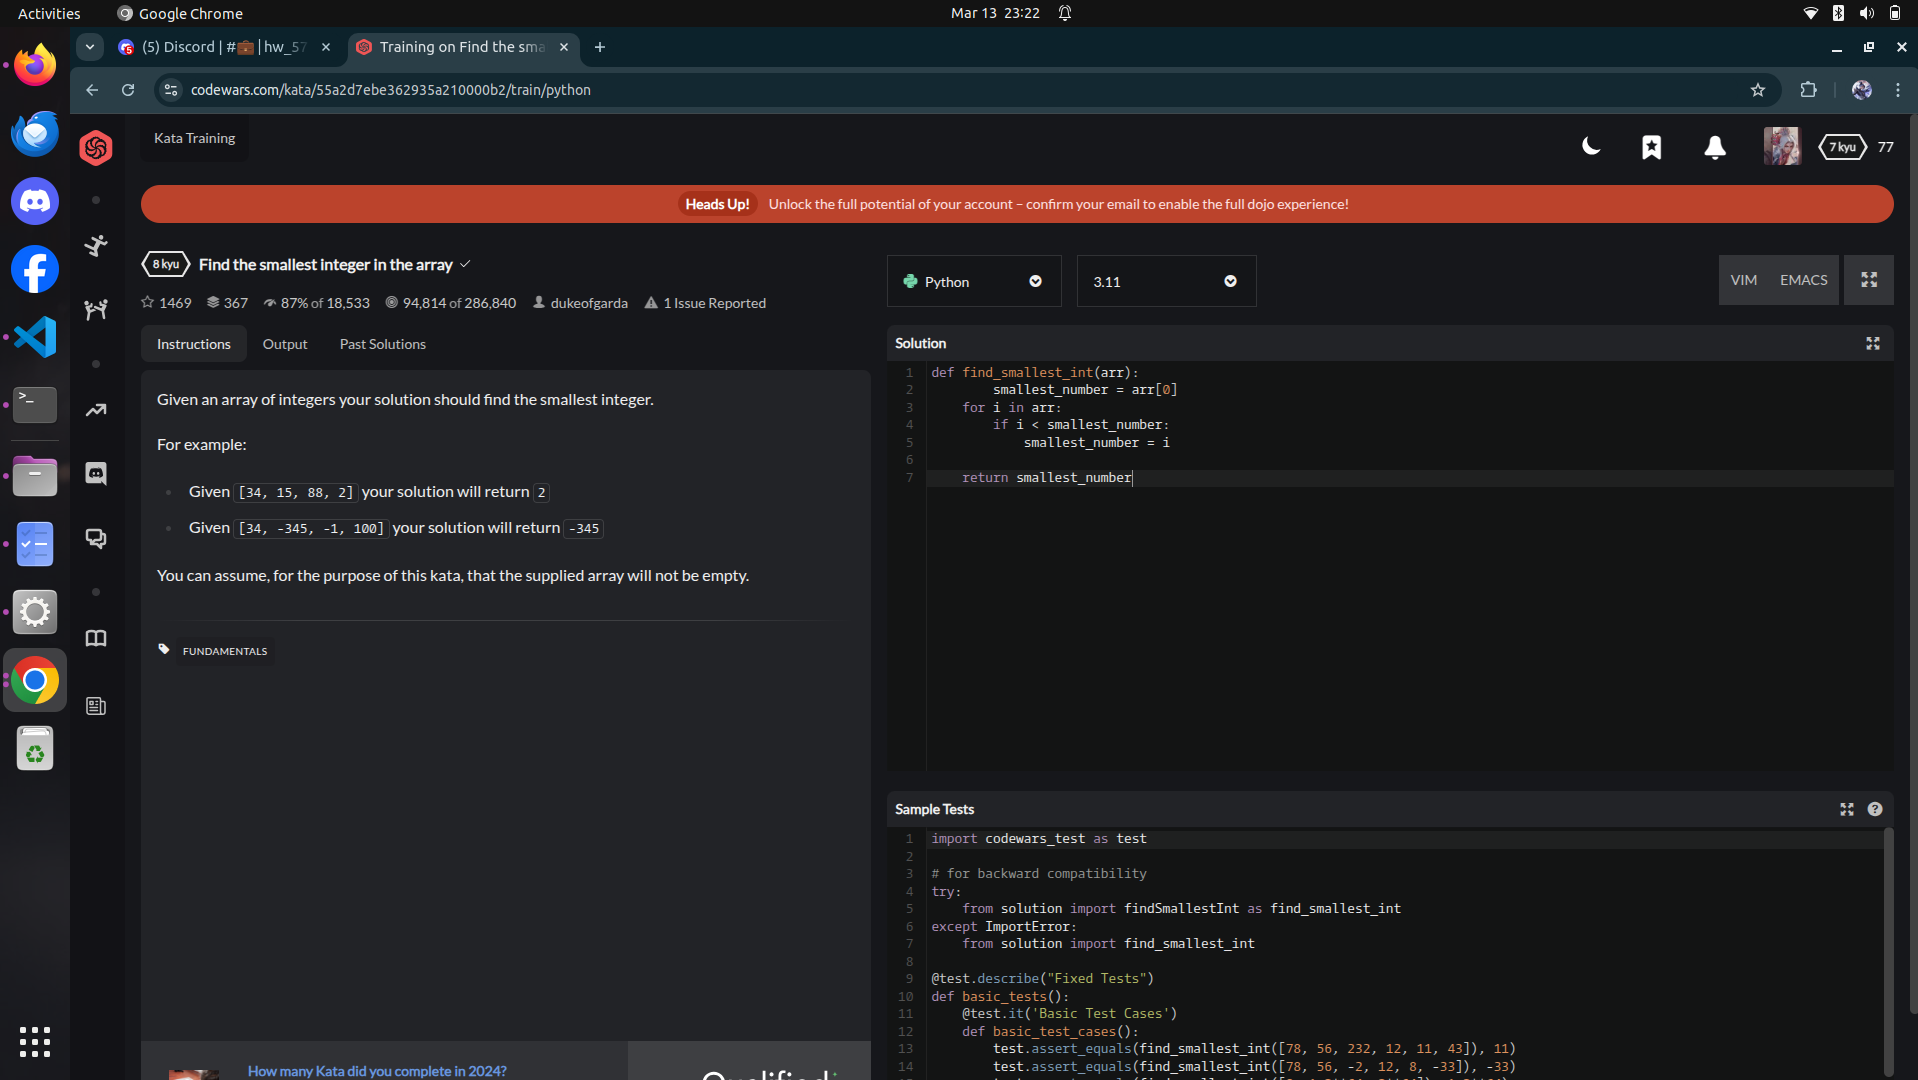 Activities
Google Chrome
Mar 13 23:22
(5) Discord | #💼 | hw_57
Training on Find the sma
codewars.com/kata/55a2d7ebe362935a210000b2/train/python
Kata Training
7 kyu
77
Heads Up! Unlock the full potential of your account – confirm your email to enable the full dojo experience!
8 kyu
Find the smallest integer in the array
1469
367
87% of 18,533
94,814 of 286,840
dukeofgarda
1 Issue Reported
Python
3.11
VIM
EMACS
Instructions
Output
Past Solutions
Given an array of integers your solution should find the smallest integer.
For example:
Given [34, 15, 88, 2] your solution will return 2
Given [34, -345, -1, 100] your solution will return -345
You can assume, for the purpose of this kata, that the supplied array will not be empty.
FUNDAMENTALS
How many Kata did you complete in 2024?
Solution
1 def find_smallest_int(arr):
2         smallest_number = arr[0]
3     for i in arr:
4         if i < smallest_number:
5             smallest_number = i
6
7     return smallest_number
Sample Tests
1 import codewars_test as test
2
3 # for backward compatibility
4 try:
5     from solution import findSmallestInt as find_smallest_int
6 except ImportError:
7     from solution import find_smallest_int
8
9 @test.describe("Fixed Tests")
10 def basic_tests():
11     @test.it('Basic Test Cases')
12     def basic_test_cases():
13         test.assert_equals(find_smallest_int([78, 56, 232, 12, 11, 43]), 11)
14         test.assert_equals(find_smallest_int([78, 56, -2, 12, 8, -33]), -33)